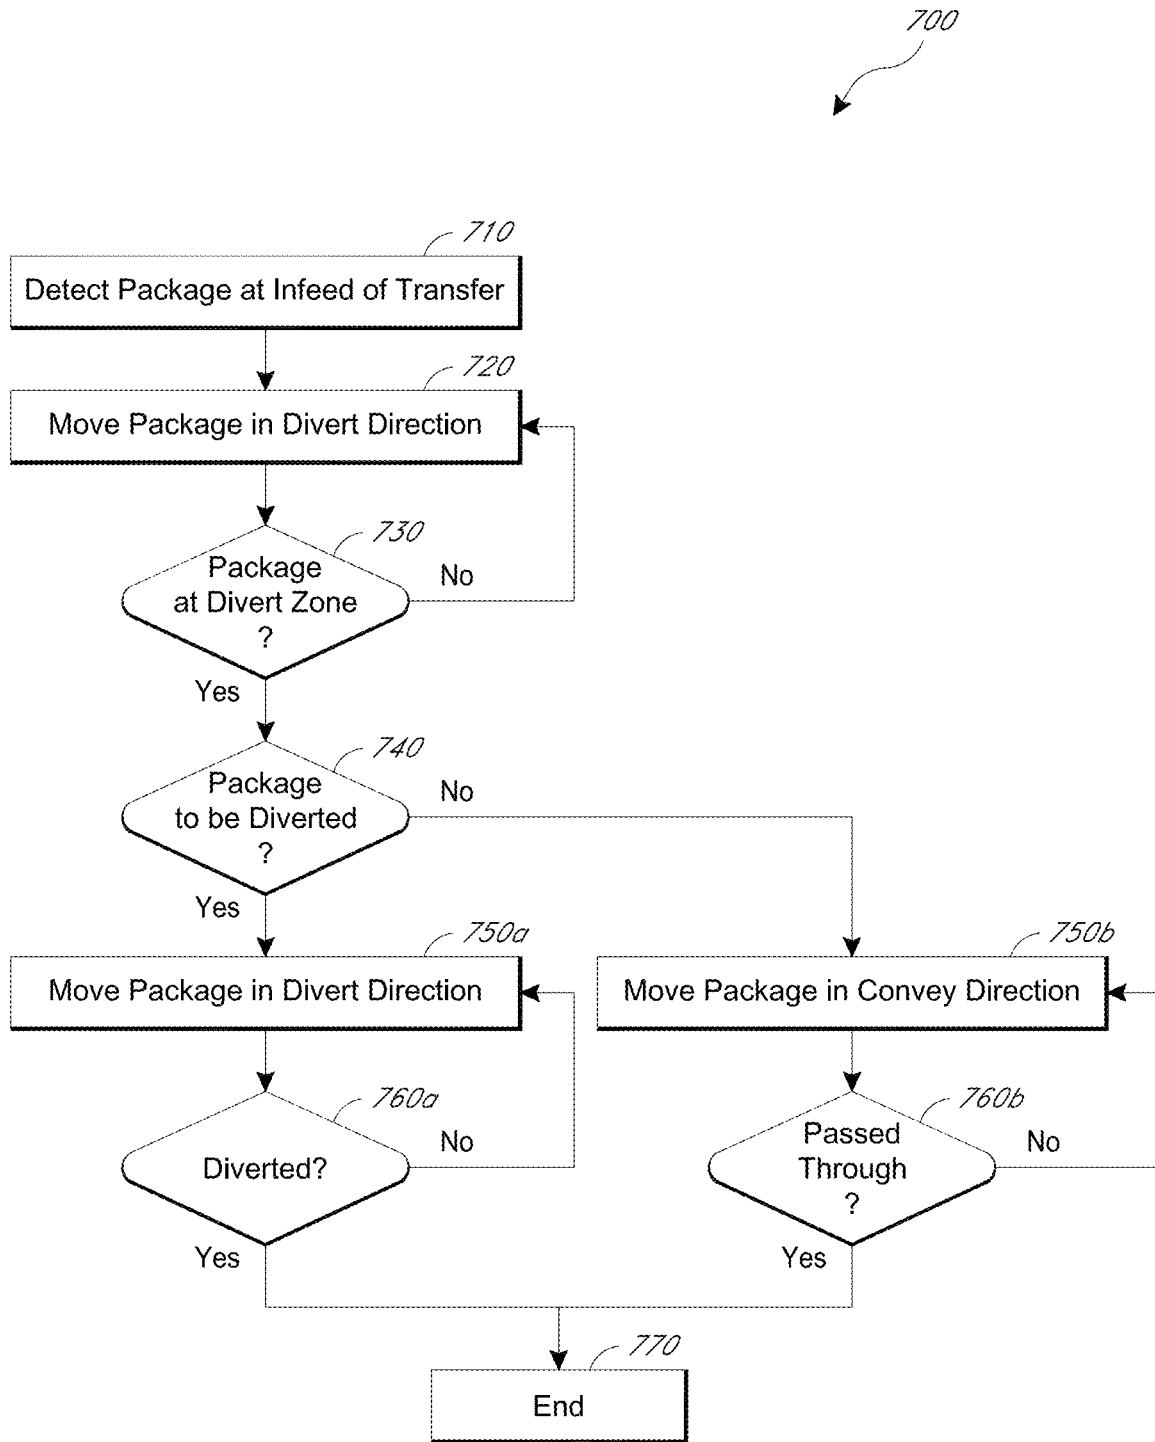 700
710
Detect Package at Infeed of Transfer
720
Move Package in Divert Direction
730
Package
at Divert Zone
?
No
Yes
740
Package
to be Diverted
?
No
Yes
750a
Move Package in Divert Direction
750b
Move Package in Convey Direction
760a
Diverted?
No
Yes
760b
Passed
Through
?
No
Yes
770
End